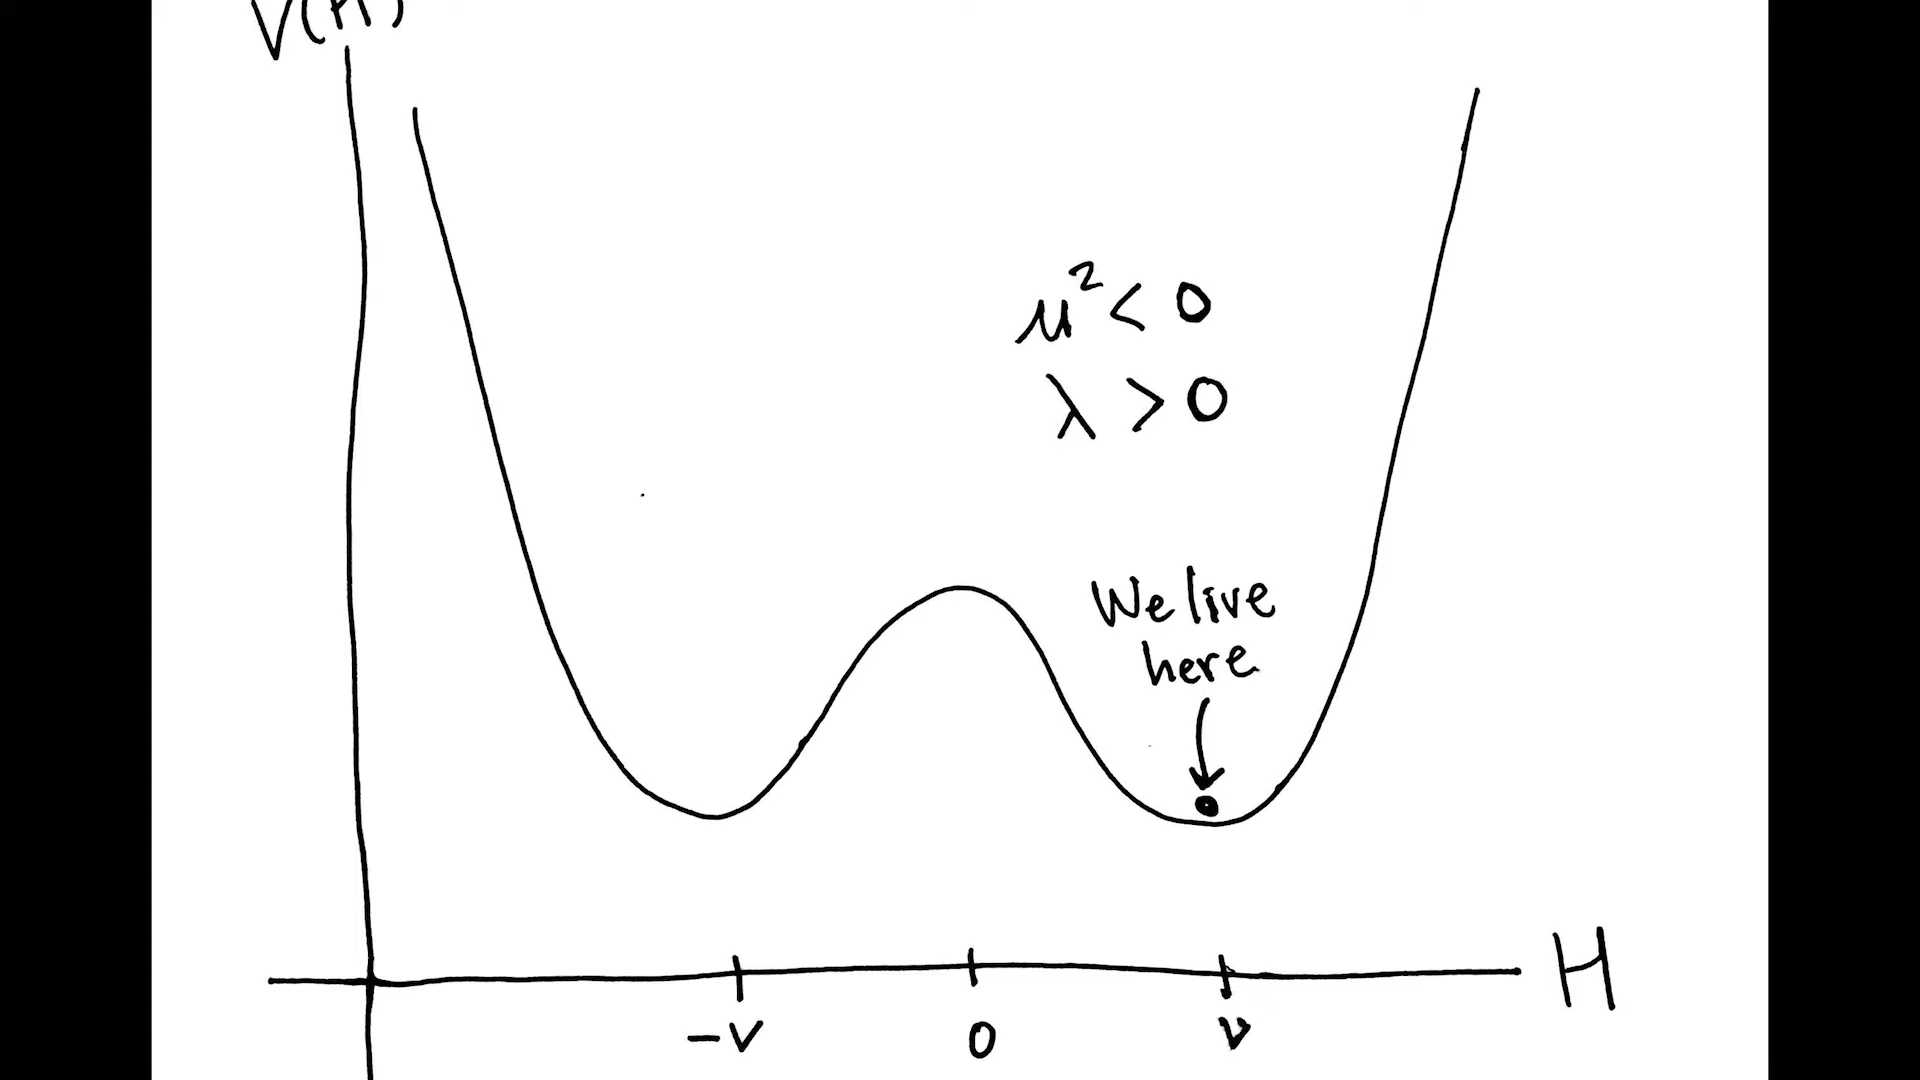 V(H)
μ² < 0
λ > 0
We live
here
H
-v
0
v